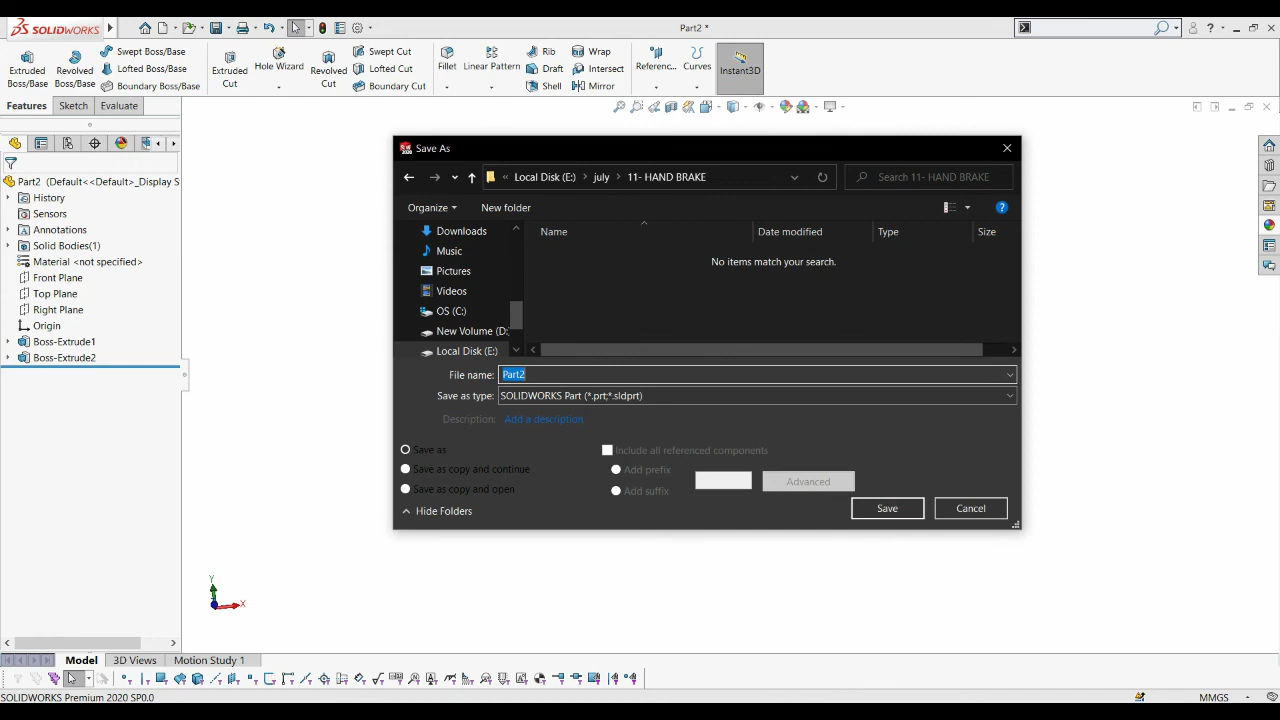 SOLIDWORKS
Part2 *
Extruded Boss/Base
Revolved Boss/Base
Swept Boss/Base
Lofted Boss/Base
Boundary Boss/Base
Extruded Cut
Hole Wizard
Revolved Cut
Swept Cut
Lofted Cut
Boundary Cut
Fillet
Linear Pattern
Rib
Draft
Shell
Wrap
Intersect
Mirror
Referenc...
Curves
Instant3D
Features
Sketch
Evaluate
Part2 (Default<<Default>_Display S
History
Sensors
Annotations
Solid Bodies(1)
Material <not specified>
Front Plane
Top Plane
Right Plane
Origin
Boss-Extrude1
Boss-Extrude2
Save As
« Local Disk (E:) › july › 11- HAND BRAKE
Search 11- HAND BRAKE
Organize
New folder
Downloads
Music
Pictures
Videos
OS (C:)
New Volume (D:
Local Disk (E:)
Name
Date modified
Type
Size
No items match your search.
File name: Part2
Save as type: SOLIDWORKS Part (*.prt;*.sldprt)
Description: Add a description
Save as
Save as copy and continue
Save as copy and open
Include all referenced components
Add prefix
Add suffix
Advanced
Hide Folders
Save
Cancel
Y
X
Model
3D Views
Motion Study 1
SOLIDWORKS Premium 2020 SP0.0
MMGS